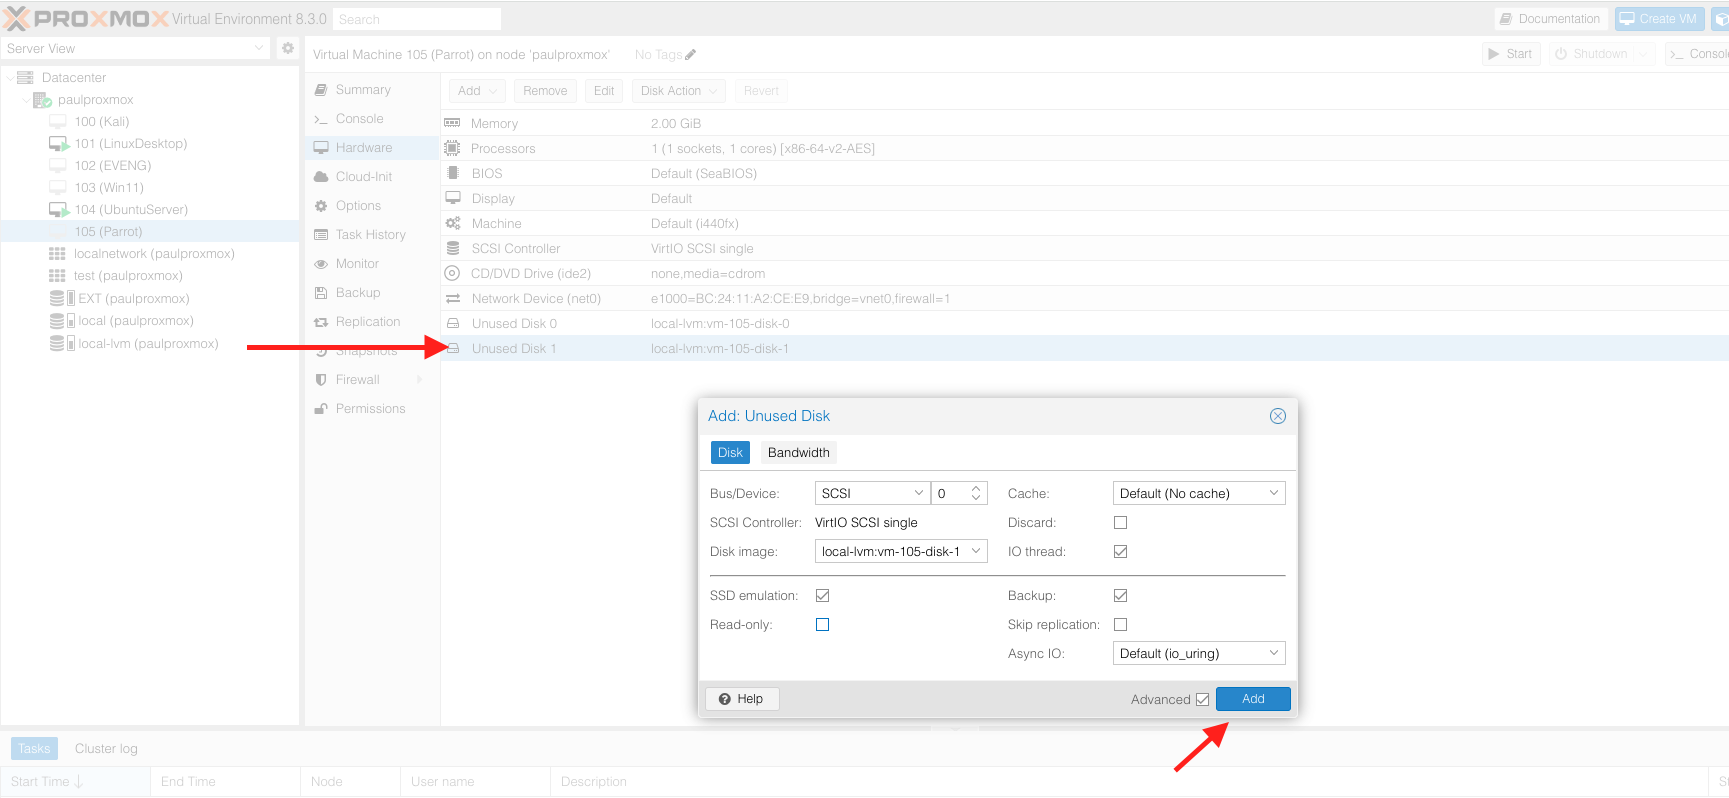 PROXMOX Virtual Environment 8.3.0 Search Documentation Create VM
Server View
Virtual Machine 105 (Parrot) on node 'paulproxmox' No Tags Start Shutdown Consol
Datacenter
paulproxmox
100 (Kali)
101 (LinuxDesktop)
102 (EVENG)
103 (Win11)
104 (UbuntuServer)
105 (Parrot)
localnetwork (paulproxmox)
test (paulproxmox)
EXT (paulproxmox)
local (paulproxmox)
local-lvm (paulproxmox)
Summary
Console
Hardware
Cloud-Init
Options
Task History
Monitor
Backup
Replication
Snapshots
Firewall
Permissions
Add Remove Edit Disk Action Revert
Memory 2.00 GiB
Processors 1 (1 sockets, 1 cores) [x86-64-v2-AES]
BIOS Default (SeaBIOS)
Display Default
Machine Default (i440fx)
SCSI Controller VirtIO SCSI single
CD/DVD Drive (ide2) none,media=cdrom
Network Device (net0) e1000=BC:24:11:A2:CE:E9,bridge=vnet0,firewall=1
Unused Disk 0 local-lvm:vm-105-disk-0
Unused Disk 1 local-lvm:vm-105-disk-1
Add: Unused Disk
Disk Bandwidth
Bus/Device: SCSI 0 Cache: Default (No cache)
SCSI Controller: VirtIO SCSI single Discard:
Disk image: local-lvm:vm-105-disk-1 IO thread:
SSD emulation: Backup:
Read-only: Skip replication:
Async IO: Default (io_uring)
Help Advanced Add
Tasks Cluster log
Start Time End Time Node User name Description St